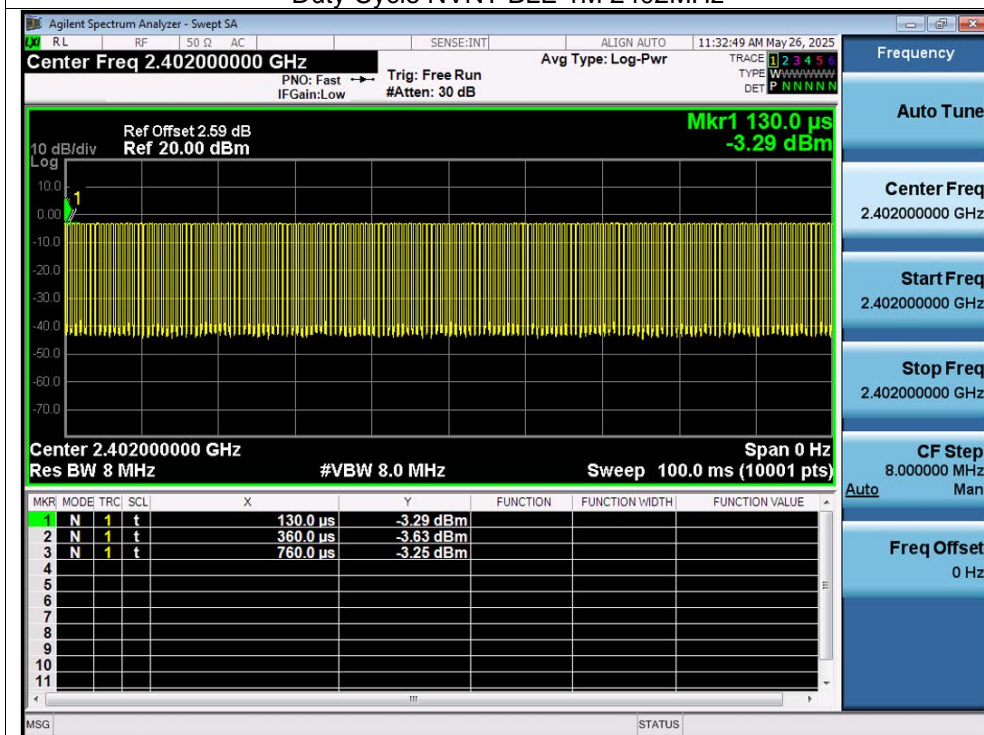 Duty Cycle NVNT BLE 1M 2402MHz
Agilent Spectrum Analyzer - Swept SA
LXI RL RF 50 Ω AC SENSE:INT ALIGN AUTO 11:32:49 AM May 26, 2025
Center Freq 2.402000000 GHz Avg Type: Log-Pwr TRACE 1 2 3 4 5 6
PNO: Fast Trig: Free Run TYPE WWWWWW
IFGain:Low #Atten: 30 dB DET P N N N N N
Mkr1 130.0 µs
Ref Offset 2.59 dB
10 dB/div Ref 20.00 dBm -3.29 dBm
Log
10.0
1
0.00
-10.0
-20.0
-30.0
-40.0
-50.0
-60.0
-70.0
Center 2.402000000 GHz Span 0 Hz
Res BW 8 MHz #VBW 8.0 MHz Sweep 100.0 ms (10001 pts)
MKR MODE TRC SCL X Y FUNCTION FUNCTION WIDTH FUNCTION VALUE
1 N 1 t 130.0 µs -3.29 dBm
2 N 1 t 360.0 µs -3.63 dBm
3 N 1 t 760.0 µs -3.25 dBm
4
5
6
7
8
9
10
11
MSG STATUS
Frequency
Auto Tune
Center Freq
2.402000000 GHz
Start Freq
2.402000000 GHz
Stop Freq
2.402000000 GHz
CF Step
8.000000 MHz
Auto Man
Freq Offset
0 Hz